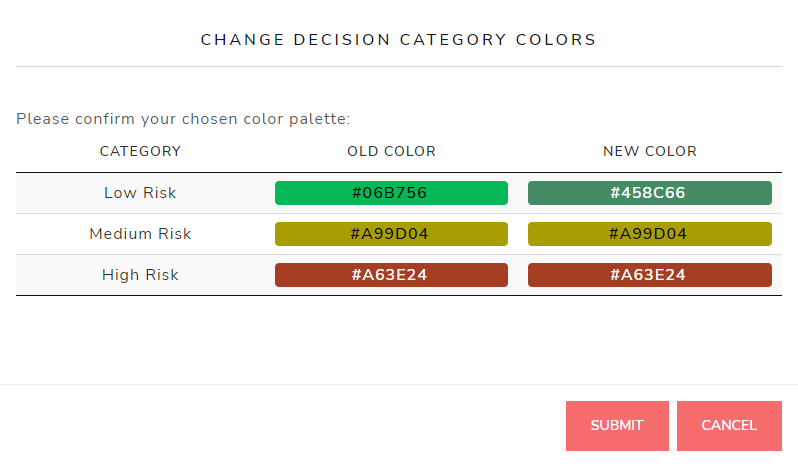 CHANGE DECISION CATEGORY COLORS
Please confirm your chosen color palette:
CATEGORY OLD COLOR NEW COLOR
Low Risk #06B756 #458C66
Medium Risk #A99D04 #A99D04
High Risk #A63E24 #A63E24
SUBMIT CANCEL